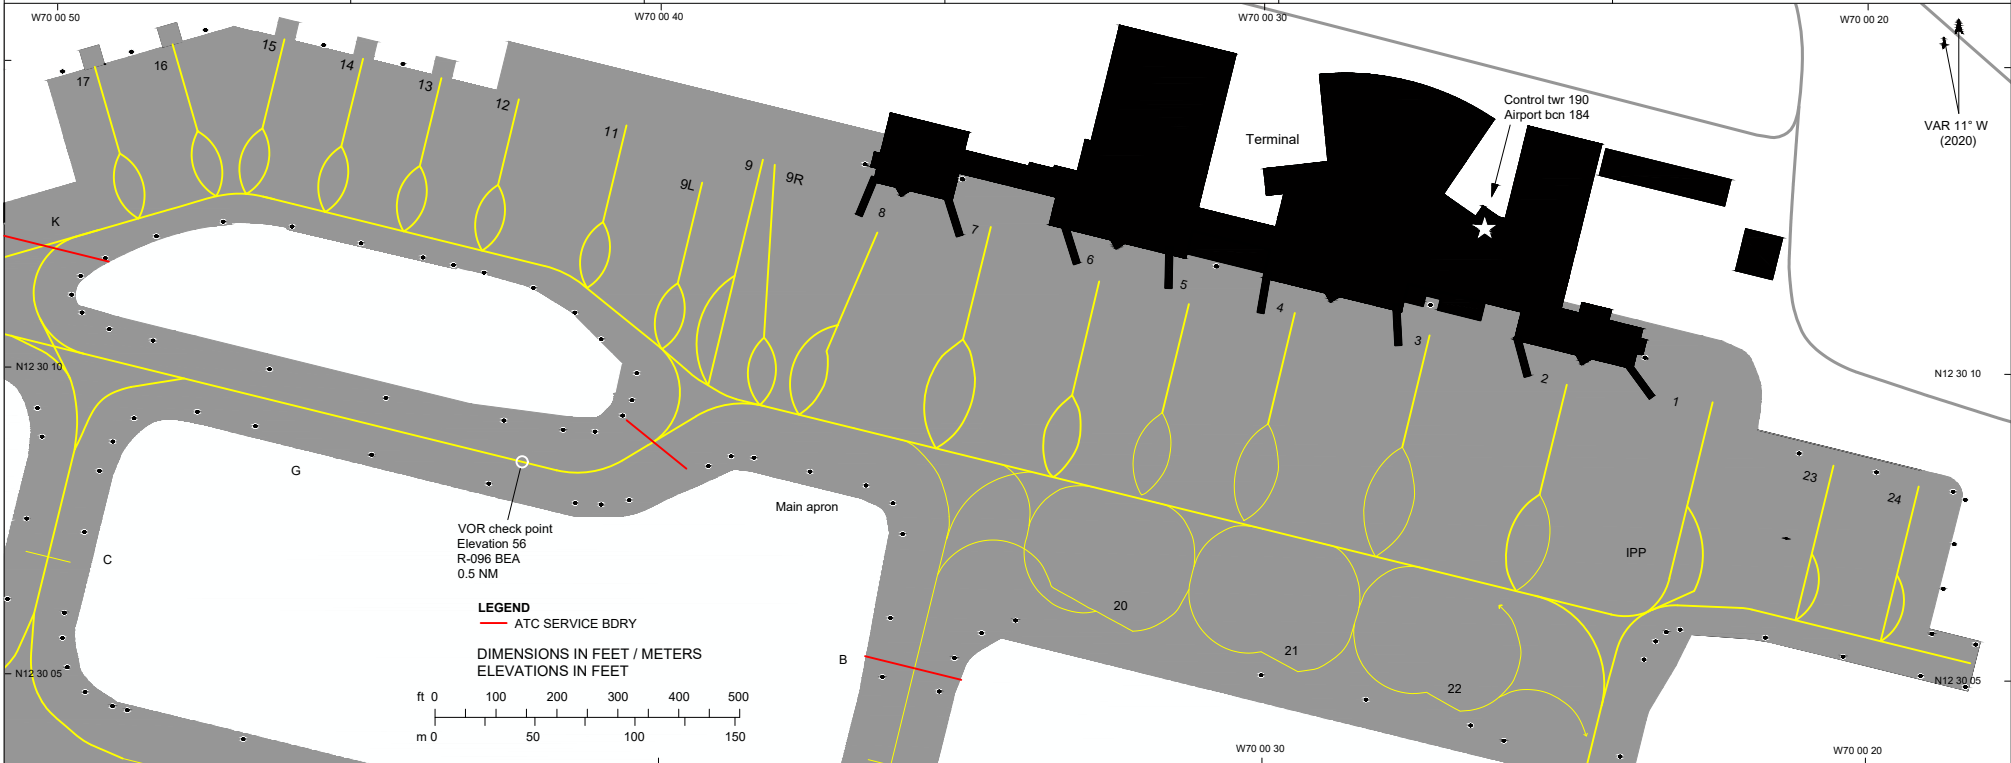 W70 00 50
W70 00 40
W70 00 30
W70 00 20
17
16
15
14
13
12
11
9L
9
9R
8
7
6
5
4
3
2
1
23
24
Terminal
Control twr 190
Airport bcn 184
VAR 11° W
(2020)
K
N12 30 10
N12 30 10
G
C
VOR check point
Elevation 56
R-096 BEA
0.5 NM
Main apron
IPP
20
21
22
B
LEGEND
ATC SERVICE BDRY
DIMENSIONS IN FEET / METERS
ELEVATIONS IN FEET
ft 0 100 200 300 400 500
m 0 50 100 150
N12 30 05
N12 30 05
W70 00 30
W70 00 20